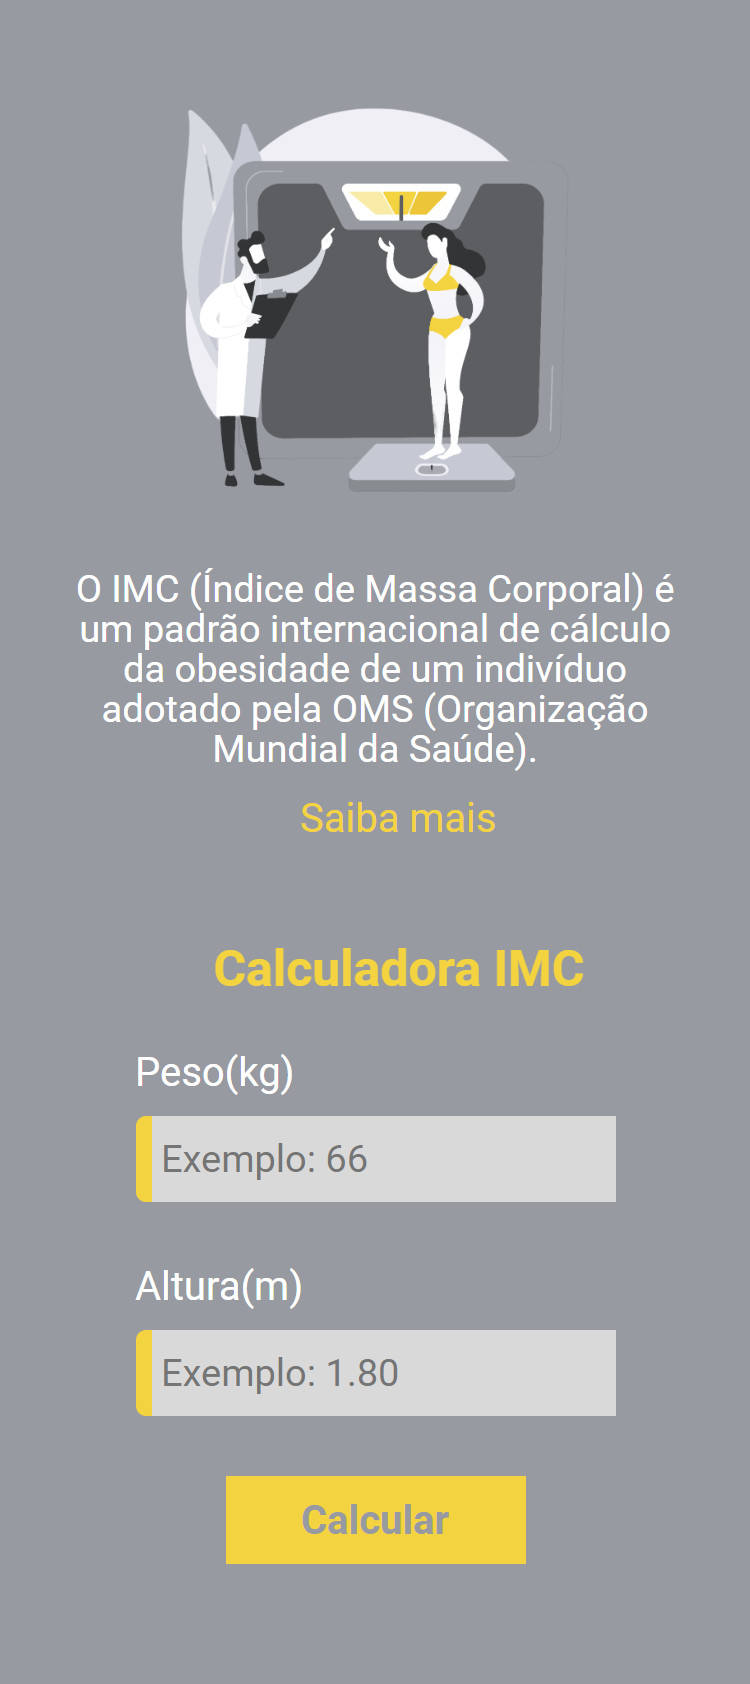 O IMC (Índice de Massa Corporal) é
um padrão internacional de cálculo
da obesidade de um indivíduo
adotado pela OMS (Organização
Mundial da Saúde).
Saiba mais
Calculadora IMC
Peso(kg)
Exemplo: 66
Altura(m)
Exemplo: 1.80
Calcular